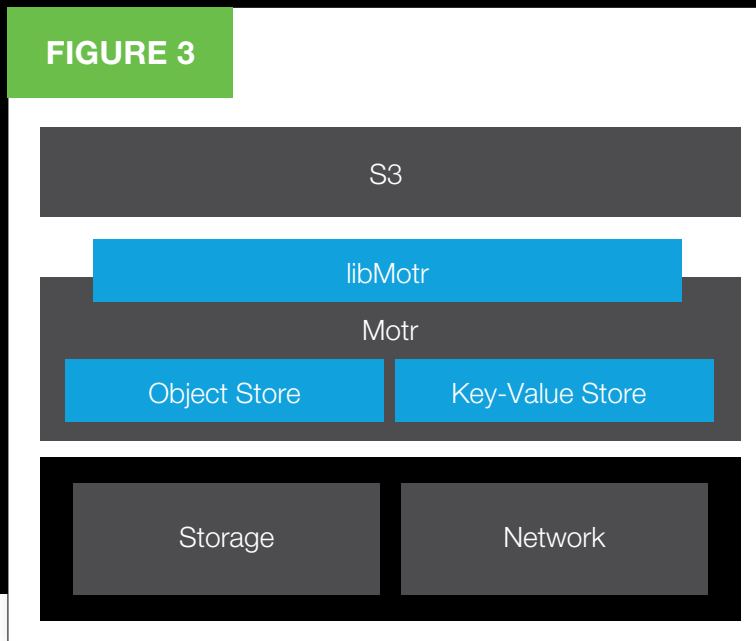 FIGURE 3
S3
libMotr
Motr
Object Store
Key-Value Store
Storage
Network